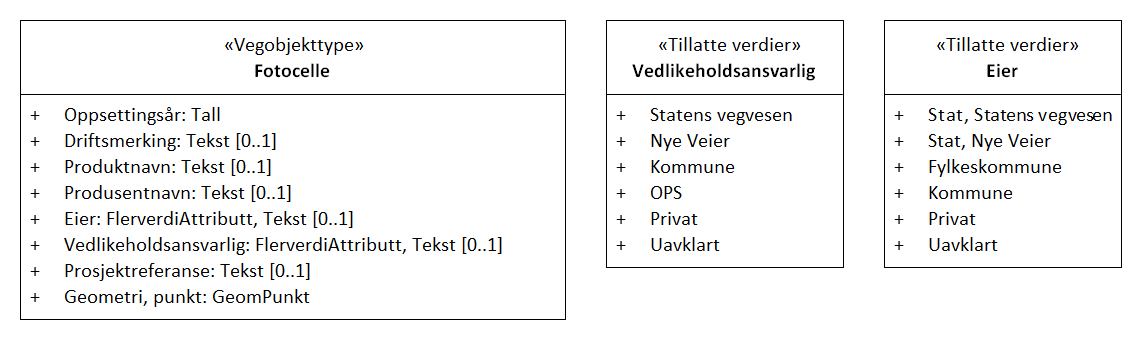 «Vegobjekttype»
Fotocelle
+ Oppsettingsår: Tall
+ Driftsmerking: Tekst [0..1]
+ Produktnavn: Tekst [0..1]
+ Produsentnavn: Tekst [0..1]
+ Eier: FlerverdiAttributt, Tekst [0..1]
+ Vedlikeholdsansvarlig: FlerverdiAttributt, Tekst [0..1]
+ Prosjektreferanse: Tekst [0..1]
+ Geometri, punkt: GeomPunkt
«Tillatte verdier»
Vedlikeholdsansvarlig
+ Statens vegvesen
+ Nye Veier
+ Kommune
+ OPS
+ Privat
+ Uavklart
«Tillatte verdier»
Eier
+ Stat, Statens vegvesen
+ Stat, Nye Veier
+ Fylkeskommune
+ Kommune
+ Privat
+ Uavklart